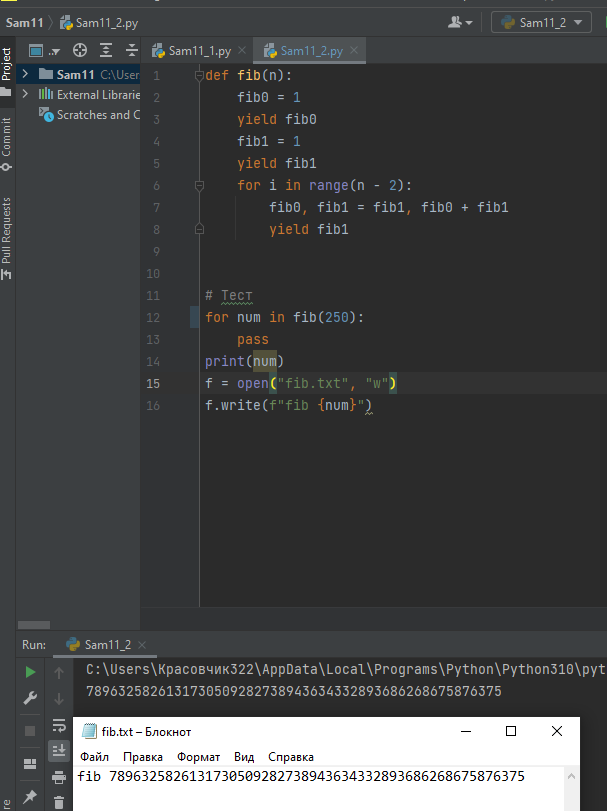 Sam11 Sam11_2.py Sam11_2
Project Sam11_1.py Sam11_2.py
Sam11 C:\User
External Librarie
Scratches and C
Commit
Pull Requests
1 def fib(n):
2 fib0 = 1
3 yield fib0
4 fib1 = 1
5 yield fib1
6 for i in range(n - 2):
7 fib0, fib1 = fib1, fib0 + fib1
8 yield fib1
9
10
11 # Тест
12 for num in fib(250):
13 pass
14 print(num)
15 f = open("fib.txt", "w")
16 f.write(f"fib {num}")
Run: Sam11_2
C:\Users\Красовчик322\AppData\Local\Programs\Python\Python310\pyt
7896325826131730509282738943634332893686268675876375
fib.txt – Блокнот
Файл Правка Формат Вид Справка
fib 7896325826131730509282738943634332893686268675876375